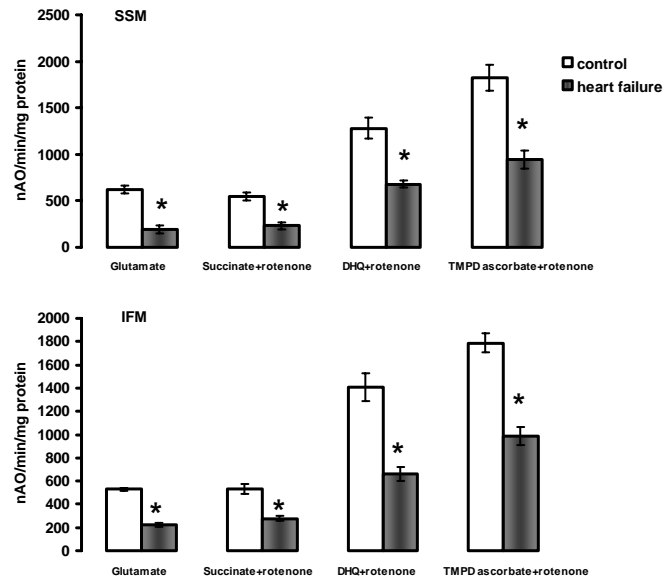 SSM
nAO/min/mg protein
2500
2000
1500
1000
500
0
control
heart failure
*
*
*
*
Glutamate
Succinate+rotenone
DHQ+rotenone
TMPD ascorbate+rotenone
IFM
nAO/min/mg protein
2000
1800
1600
1400
1200
1000
800
600
400
200
0
*
*
*
*
Glutamate
Succinate+rotenone
DHQ+rotenone
TMPD ascorbate+rotenone